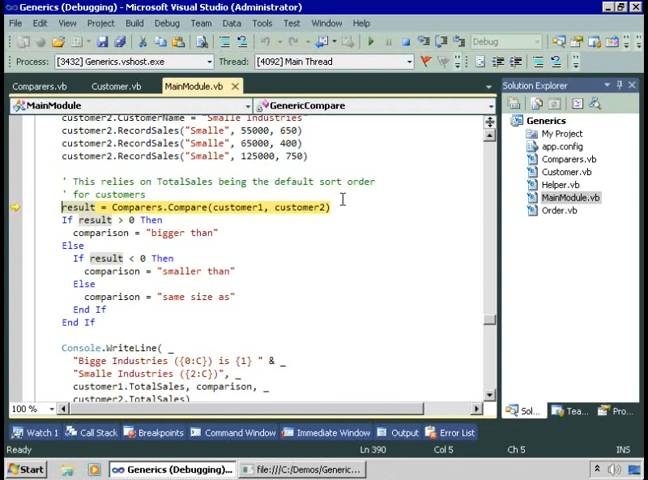 Generics (Debugging) - Microsoft Visual Studio (Administrator)
File Edit View Project Build Debug Team Data Tools Test Window Help
Debug
Process: [3432] Generics.vshost.exe Thread: [4092] Main Thread
Comparers.vb Customer.vb MainModule.vb
MainModule GenericCompare
customer2.CustomerName = "Smalle Industries"
customer2.RecordSales("Smalle", 55000, 650)
customer2.RecordSales("Smalle", 65000, 400)
customer2.RecordSales("Smalle", 125000, 750)
' This relies on TotalSales being the default sort order
' for customers
result = Comparers.Compare(customer1, customer2)
If result > 0 Then
comparison = "bigger than"
Else
If result < 0 Then
comparison = "smaller than"
Else
comparison = "same size as"
End If
End If
Console.WriteLine( _
"Bigge Industries ({0:C}) is {1} " & _
"Smalle Industries ({2:C})", _
customer1.TotalSales, comparison, _
customer2.TotalSales)
100 %
Solution Explorer
Generics
My Project
app.config
Comparers.vb
Customer.vb
Helper.vb
MainModule.vb
Order.vb
Sol... Tea... Pro...
Watch 1 Call Stack Breakpoints Command Window Immediate Window Output Error List
Ready Ln 390 Col 5 Ch 5 INS
Start Generics (Debugging) ... file:///C:/Demos/Generic...